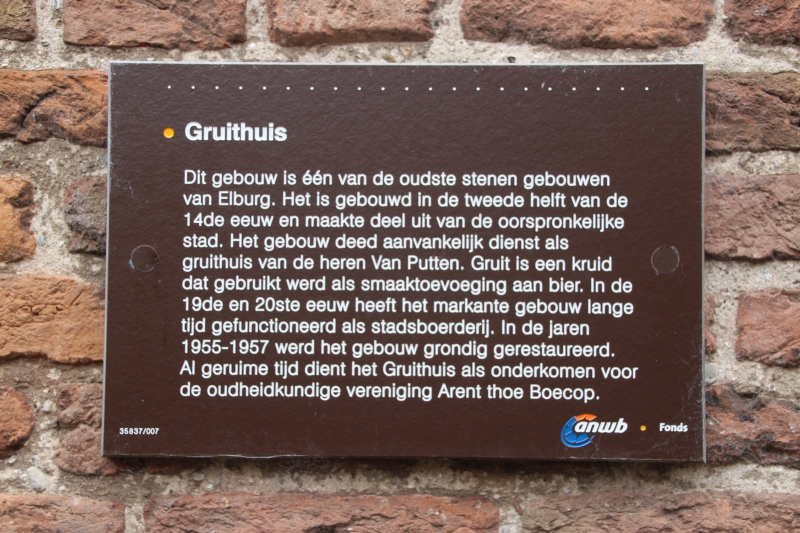 Gruithuis
Dit gebouw is één van de oudste stenen gebouwen
van Elburg. Het is gebouwd in de tweede helft van de
14de eeuw en maakte deel uit van de oorspronkelijke
stad. Het gebouw deed aanvankelijk dienst als
gruithuis van de heren Van Putten. Gruit is een kruid
dat gebruikt werd als smaaktoevoeging aan bier. In de
19de en 20ste eeuw heeft het markante gebouw lange
tijd gefunctioneerd als stadsboerderij. In de jaren
1955-1957 werd het gebouw grondig gerestaureerd.
Al geruime tijd dient het Gruithuis als onderkomen voor
de oudheidkundige vereniging Arent thoe Boecop.
35837/007
anwb • Fonds